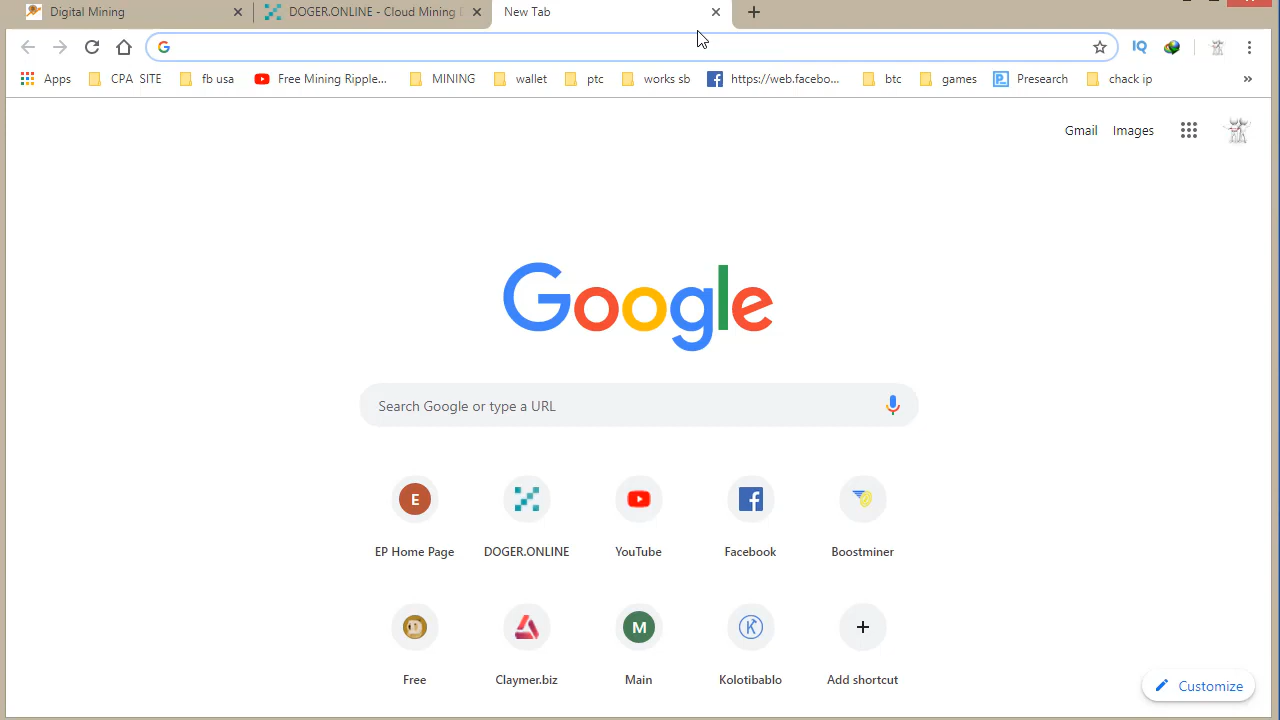 Digital Mining
DOGER.ONLINE - Cloud Mining
New Tab
Apps
CPA SITE
fb usa
Free Mining Ripple...
MINING
wallet
ptc
works sb
https://web.facebo...
btc
games
Presearch
chack ip
»
Gmail
Images
Google
Search Google or type a URL
E
EP Home Page
DOGER.ONLINE
YouTube
Facebook
Boostminer
Free
Claymer.biz
M
Main
Kolotibablo
Add shortcut
Customize
IQ